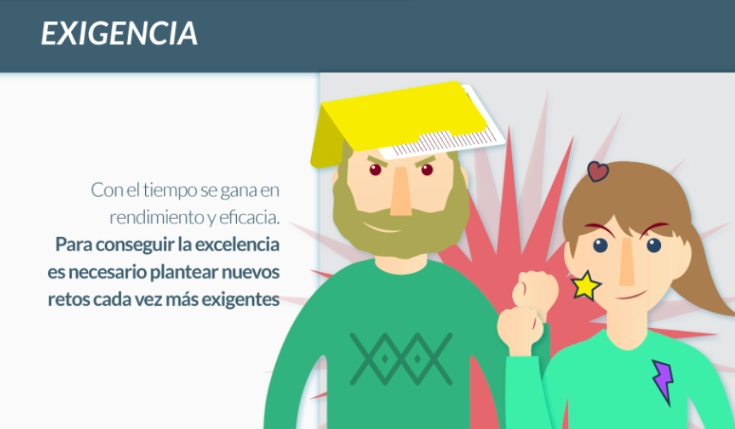 EXIGENCIA
Con el tiempo se gana en
rendimiento y eficacia.
Para conseguir la excelencia
es necesario plantear nuevos
retos cada vez más exigentes